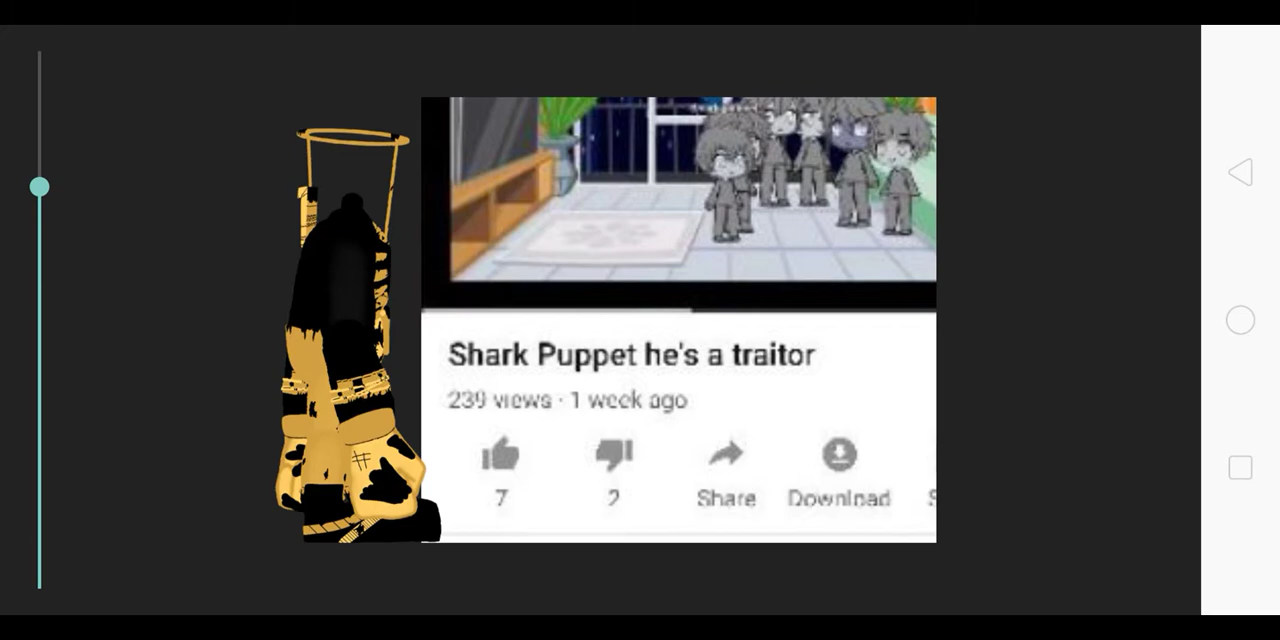 Shark Puppet he's a traitor
239 views · 1 week ago
7
2
Share
Download
S